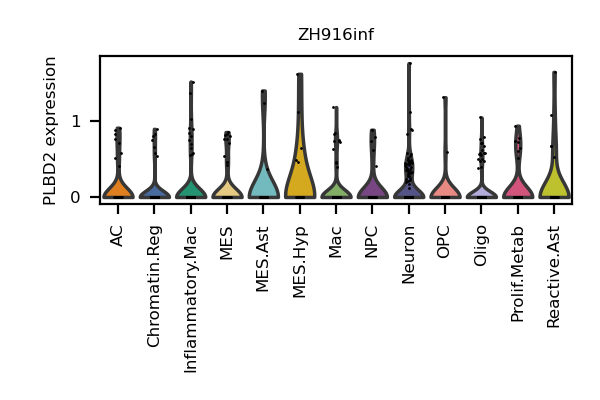 ZH916inf
PLBD2 expression
1
0
AC
Chromatin.Reg
Inflammatory.Mac
MES
MES.Ast
MES.Hyp
Mac
NPC
Neuron
OPC
Oligo
Prolif.Metab
Reactive.Ast